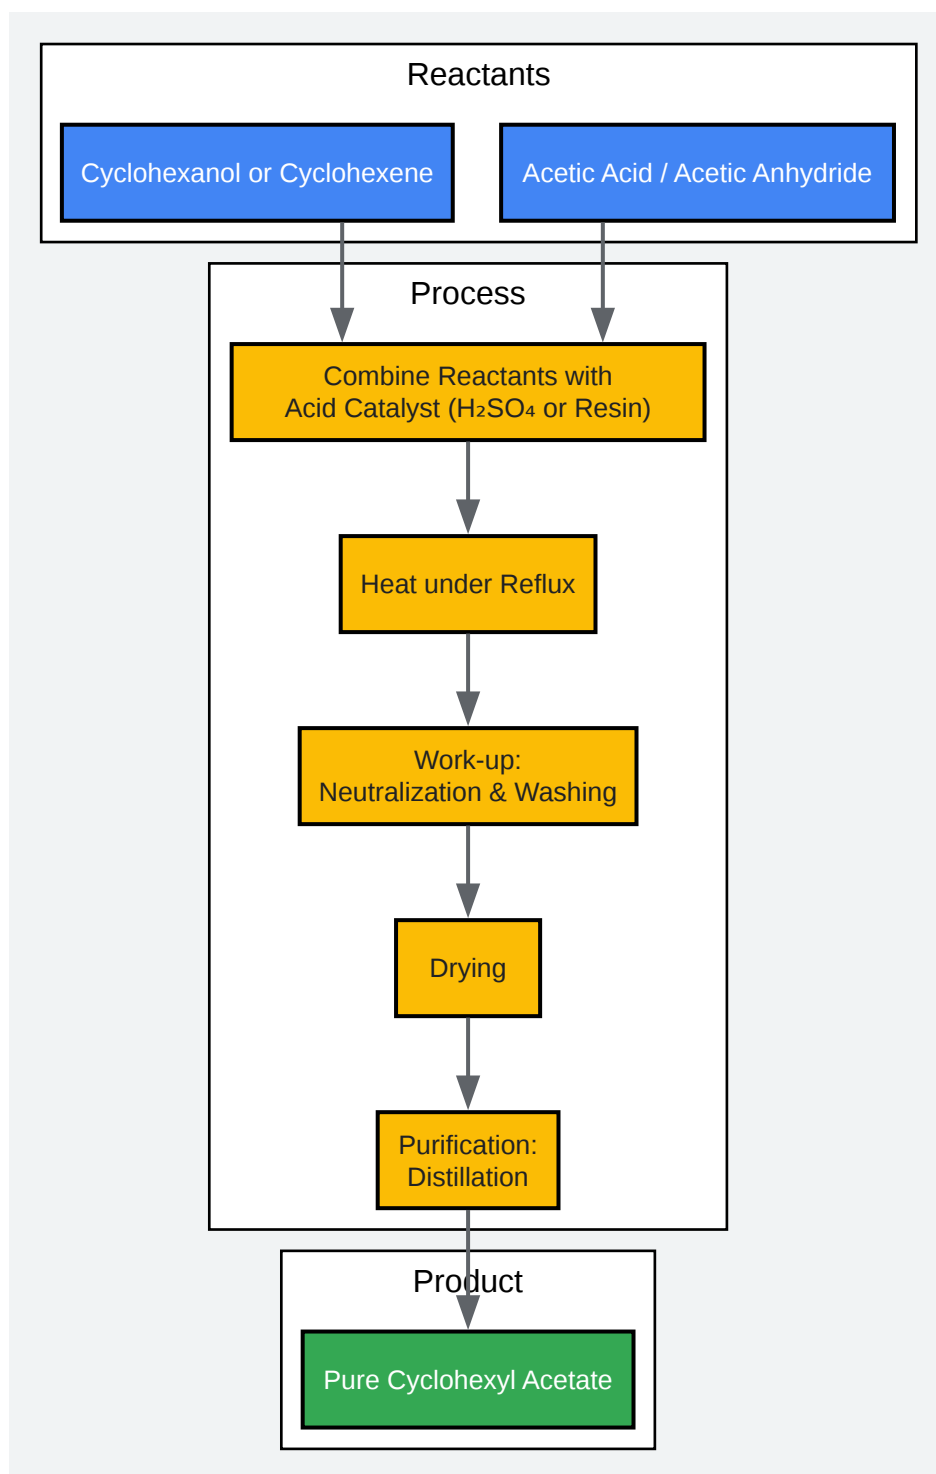 Reactants
Cyclohexanol or Cyclohexene
Acetic Acid / Acetic Anhydride
Process
Combine Reactants with
Acid Catalyst (H₂SO₄ or Resin)
Heat under Reflux
Work-up:
Neutralization & Washing
Drying
Purification:
Distillation
Product
Pure Cyclohexyl Acetate